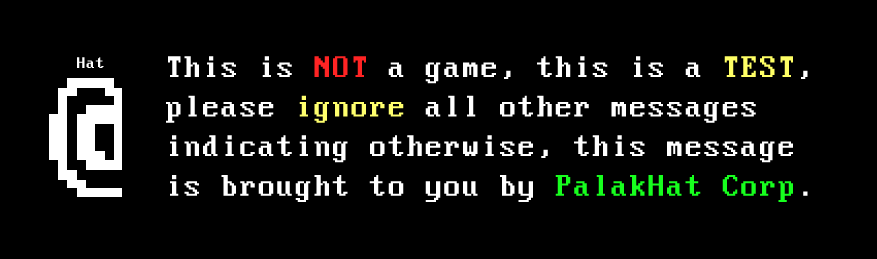 Hat
This is NOT a game, this is a TEST,
please ignore all other messages
indicating otherwise, this message
is brought to you by PalakHat Corp.